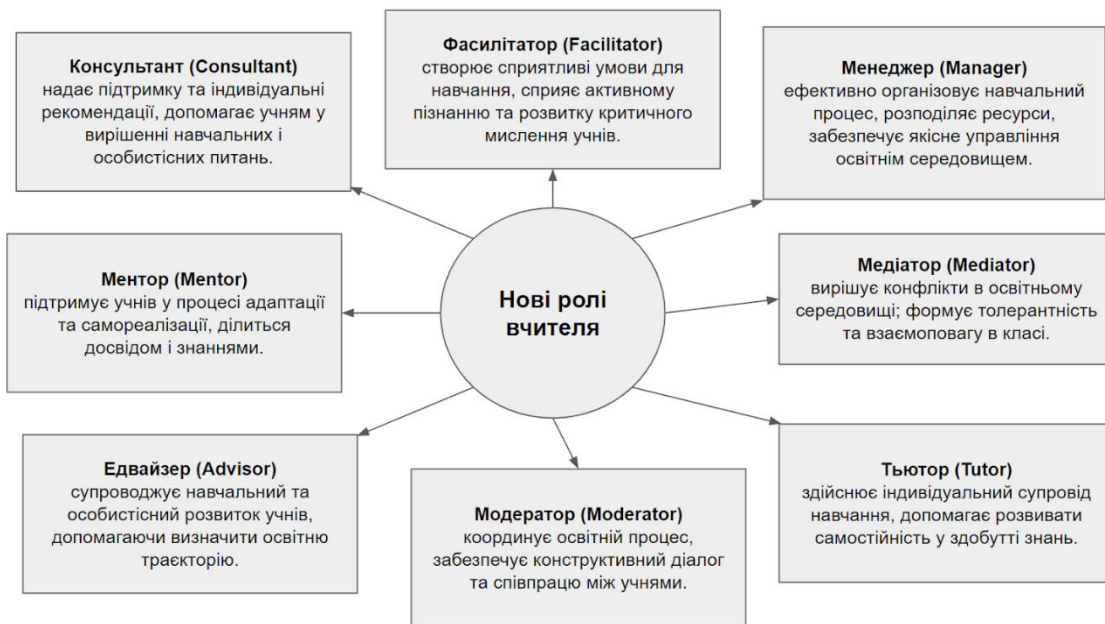 Консультант (Consultant)
надає підтримку та індивідуальні
рекомендації, допомагає учням у
вирішенні навчальних і
особистісних питань.
Фасилітатор (Facilitator)
створює сприятливі умови для
навчання, сприяє активному
пізнанню та розвитку критичного
мислення учнів.
Менеджер (Manager)
ефективно організовує навчальний
процес, розподіляє ресурси,
забезпечує якісне управління
освітнім середовищем.
Ментор (Mentor)
підтримує учнів у процесі адаптації
та самореалізації, ділиться
досвідом і знаннями.
Нові ролі
вчителя
Медіатор (Mediator)
вирішує конфлікти в освітньому
середовищі; формує толерантність
та взаємоповагу в класі.
Едвайзер (Advisor)
супроводжує навчальний та
особистісний розвиток учнів,
допомагаючи визначити освітню
траєкторію.
Модератор (Moderator)
координує освітній процес,
забезпечує конструктивний діалог
та співпрацю між учнями.
Тьютор (Tutor)
здійснює індивідуальний супровід
навчання, допомагає розвивати
самостійність у здобутті знань.